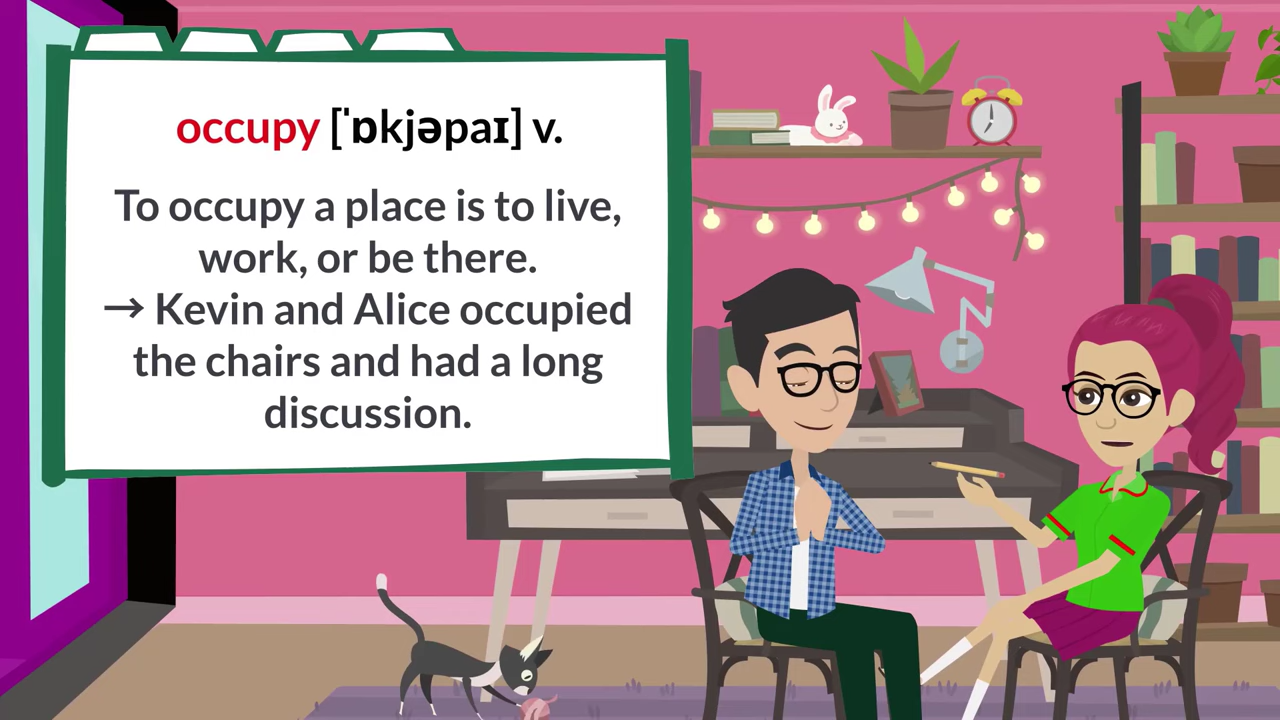 occupy [ˈɒkjəpaɪ] v.
To occupy a place is to live,
work, or be there.
→ Kevin and Alice occupied
the chairs and had a long
discussion.